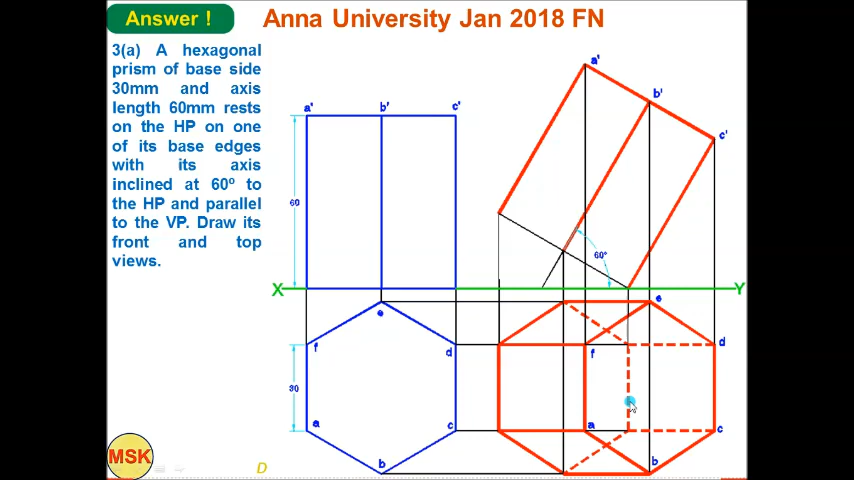 Answer !
Anna University Jan 2018 FN
3(a) A hexagonal
prism of base side
30mm and axis
length 60mm rests
on the HP on one
of its base edges
with its axis
inclined at 60º to
the HP and parallel
to the VP. Draw its
front and top
views.
a' b' c'
60
a'
b'
c'
60°
X Y
e
f d
30
a c
b
e
f d
a c
b
MSK
D